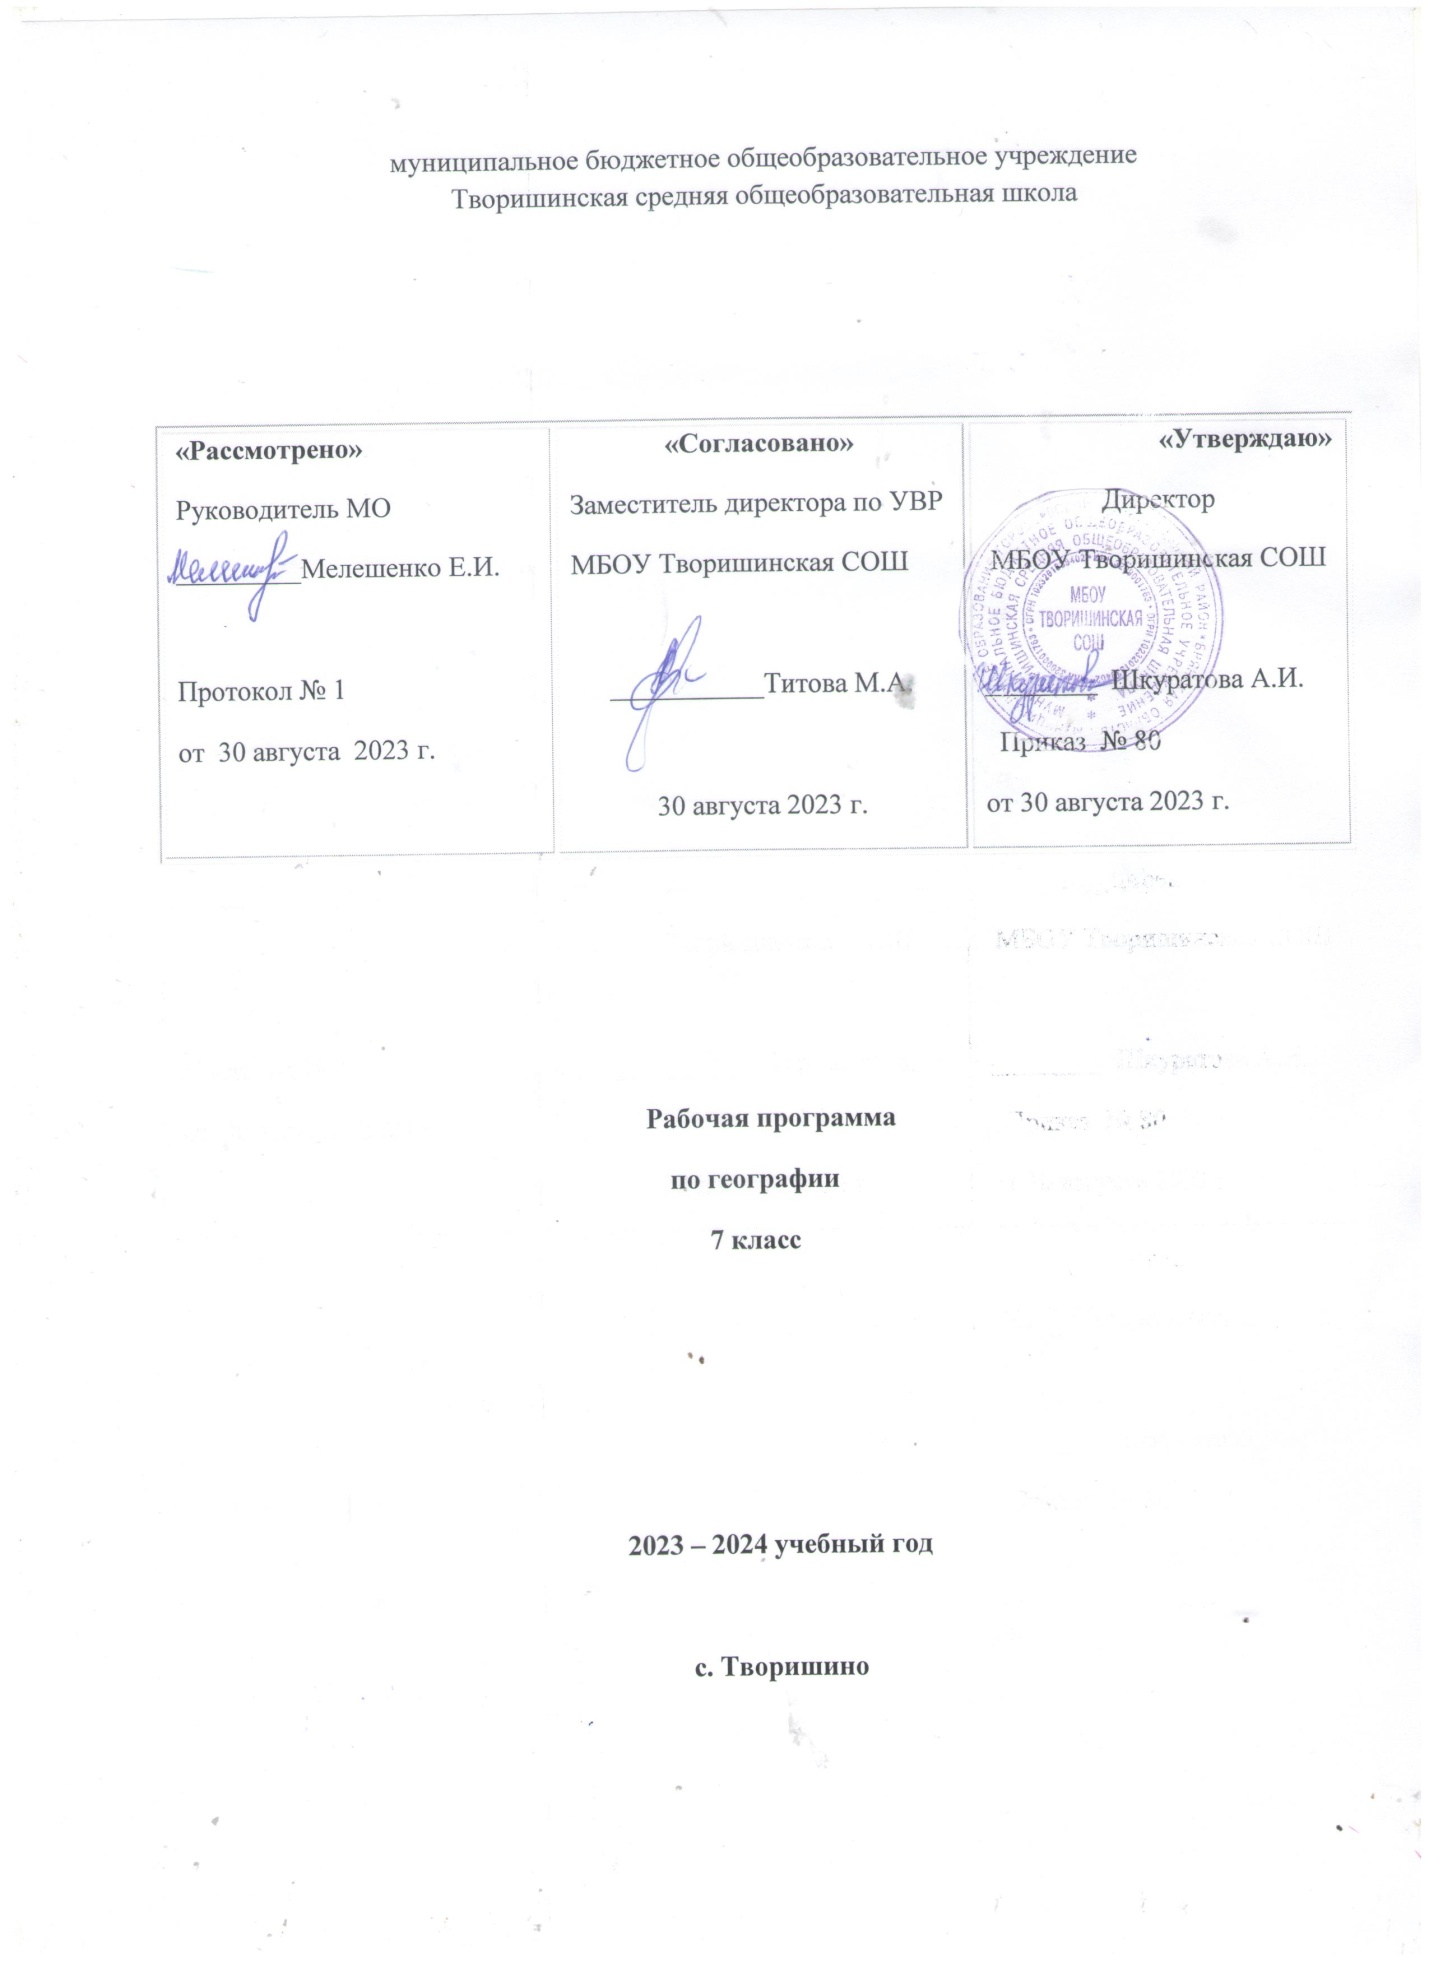 муниципальное бюджетное общеобразовательное учреждение
Творишинская средняя общеобразовательная школа
«Рассмотрено»
Руководитель МО
Мелешенко Е.И.
Протокол № 1
от 30 августа 2023 г.
«Согласовано»
Заместитель директора по УВР
МБОУ Творишинская СОШ
Титова М.А.
30 августа 2023 г.
«Утверждаю»
Директор
МБОУ Творишинская СОШ
МБОУ
ТВОРИШИНСКАЯ
СОШ
Шкуратова А.И.
Приказ № 80
от 30 августа 2023 г.
Рабочая программа
по географии
7 класс
2023 – 2024 учебный год
с. Творишино